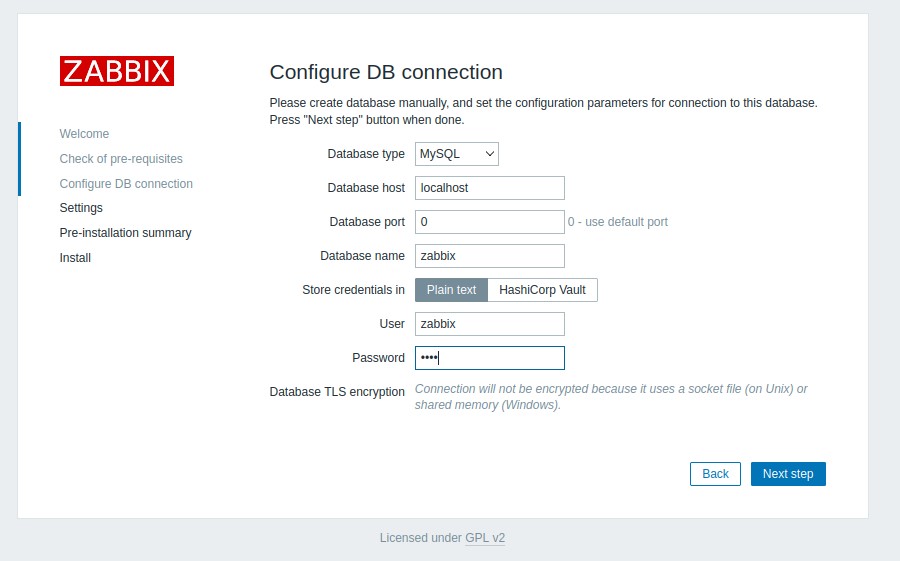 ZABBIX
Welcome
Check of pre-requisites
Configure DB connection
Settings
Pre-installation summary
Install
Configure DB connection
Please create database manually, and set the configuration parameters for connection to this database.
Press "Next step" button when done.
Database type MySQL
Database host localhost
Database port 0 0 - use default port
Database name zabbix
Store credentials in Plain text HashiCorp Vault
User zabbix
Password ••••
Database TLS encryption Connection will not be encrypted because it uses a socket file (on Unix) or
shared memory (Windows).
Back Next step
Licensed under GPL v2